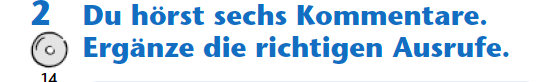 2 Du hörst sechs Kommentare.
Ergänze die richtigen Ausrufe.
14